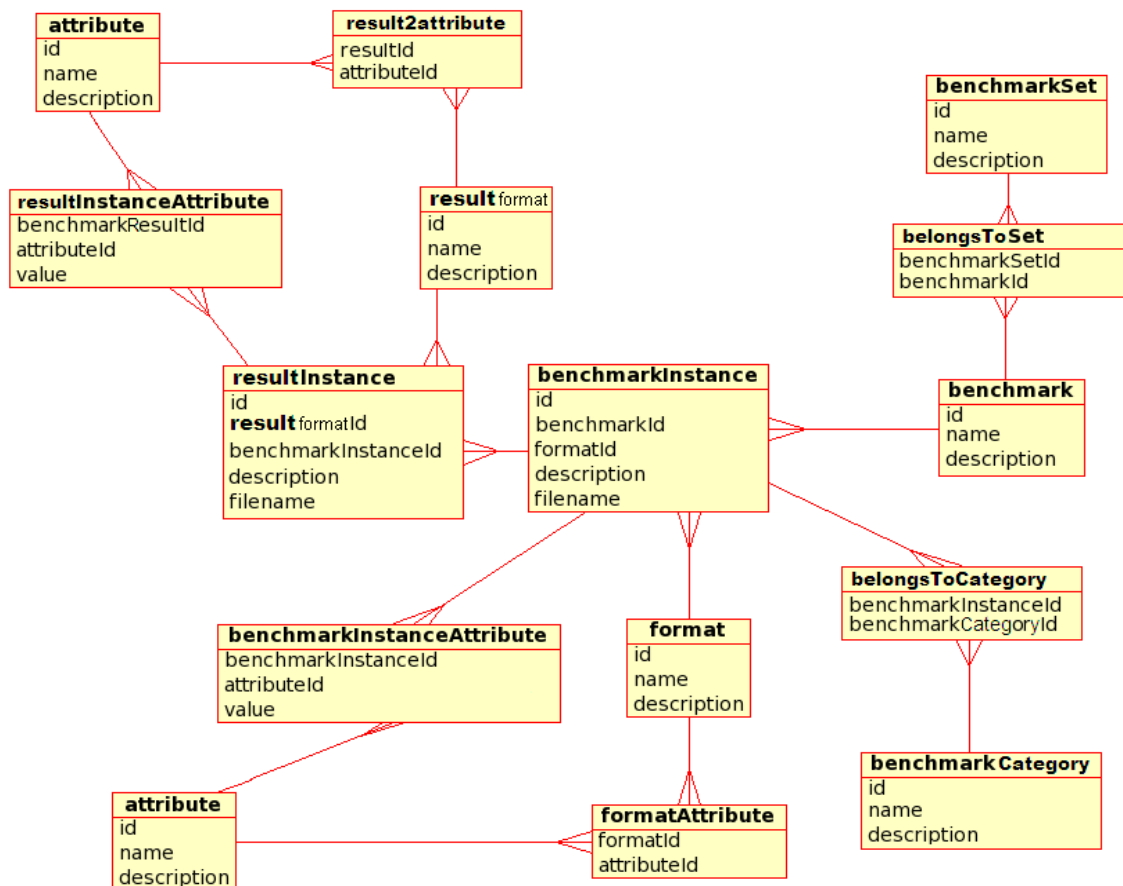 attribute
id
name
description
result2attribute
resultId
attributeId
benchmarkSet
id
name
description
resultInstanceAttribute
benchmarkResultId
attributeId
value
result format
id
name
description
belongsToSet
benchmarkSetId
benchmarkId
resultInstance
id
result formatId
benchmarkInstanceId
description
filename
benchmarkInstance
id
benchmarkId
formatId
description
filename
benchmark
id
name
description
belongsToCategory
benchmarkInstanceId
benchmarkCategoryId
benchmarkInstanceAttribute
benchmarkInstanceId
attributeId
value
format
id
name
description
benchmarkCategory
id
name
description
attribute
id
name
description
formatAttribute
formatId
attributeId